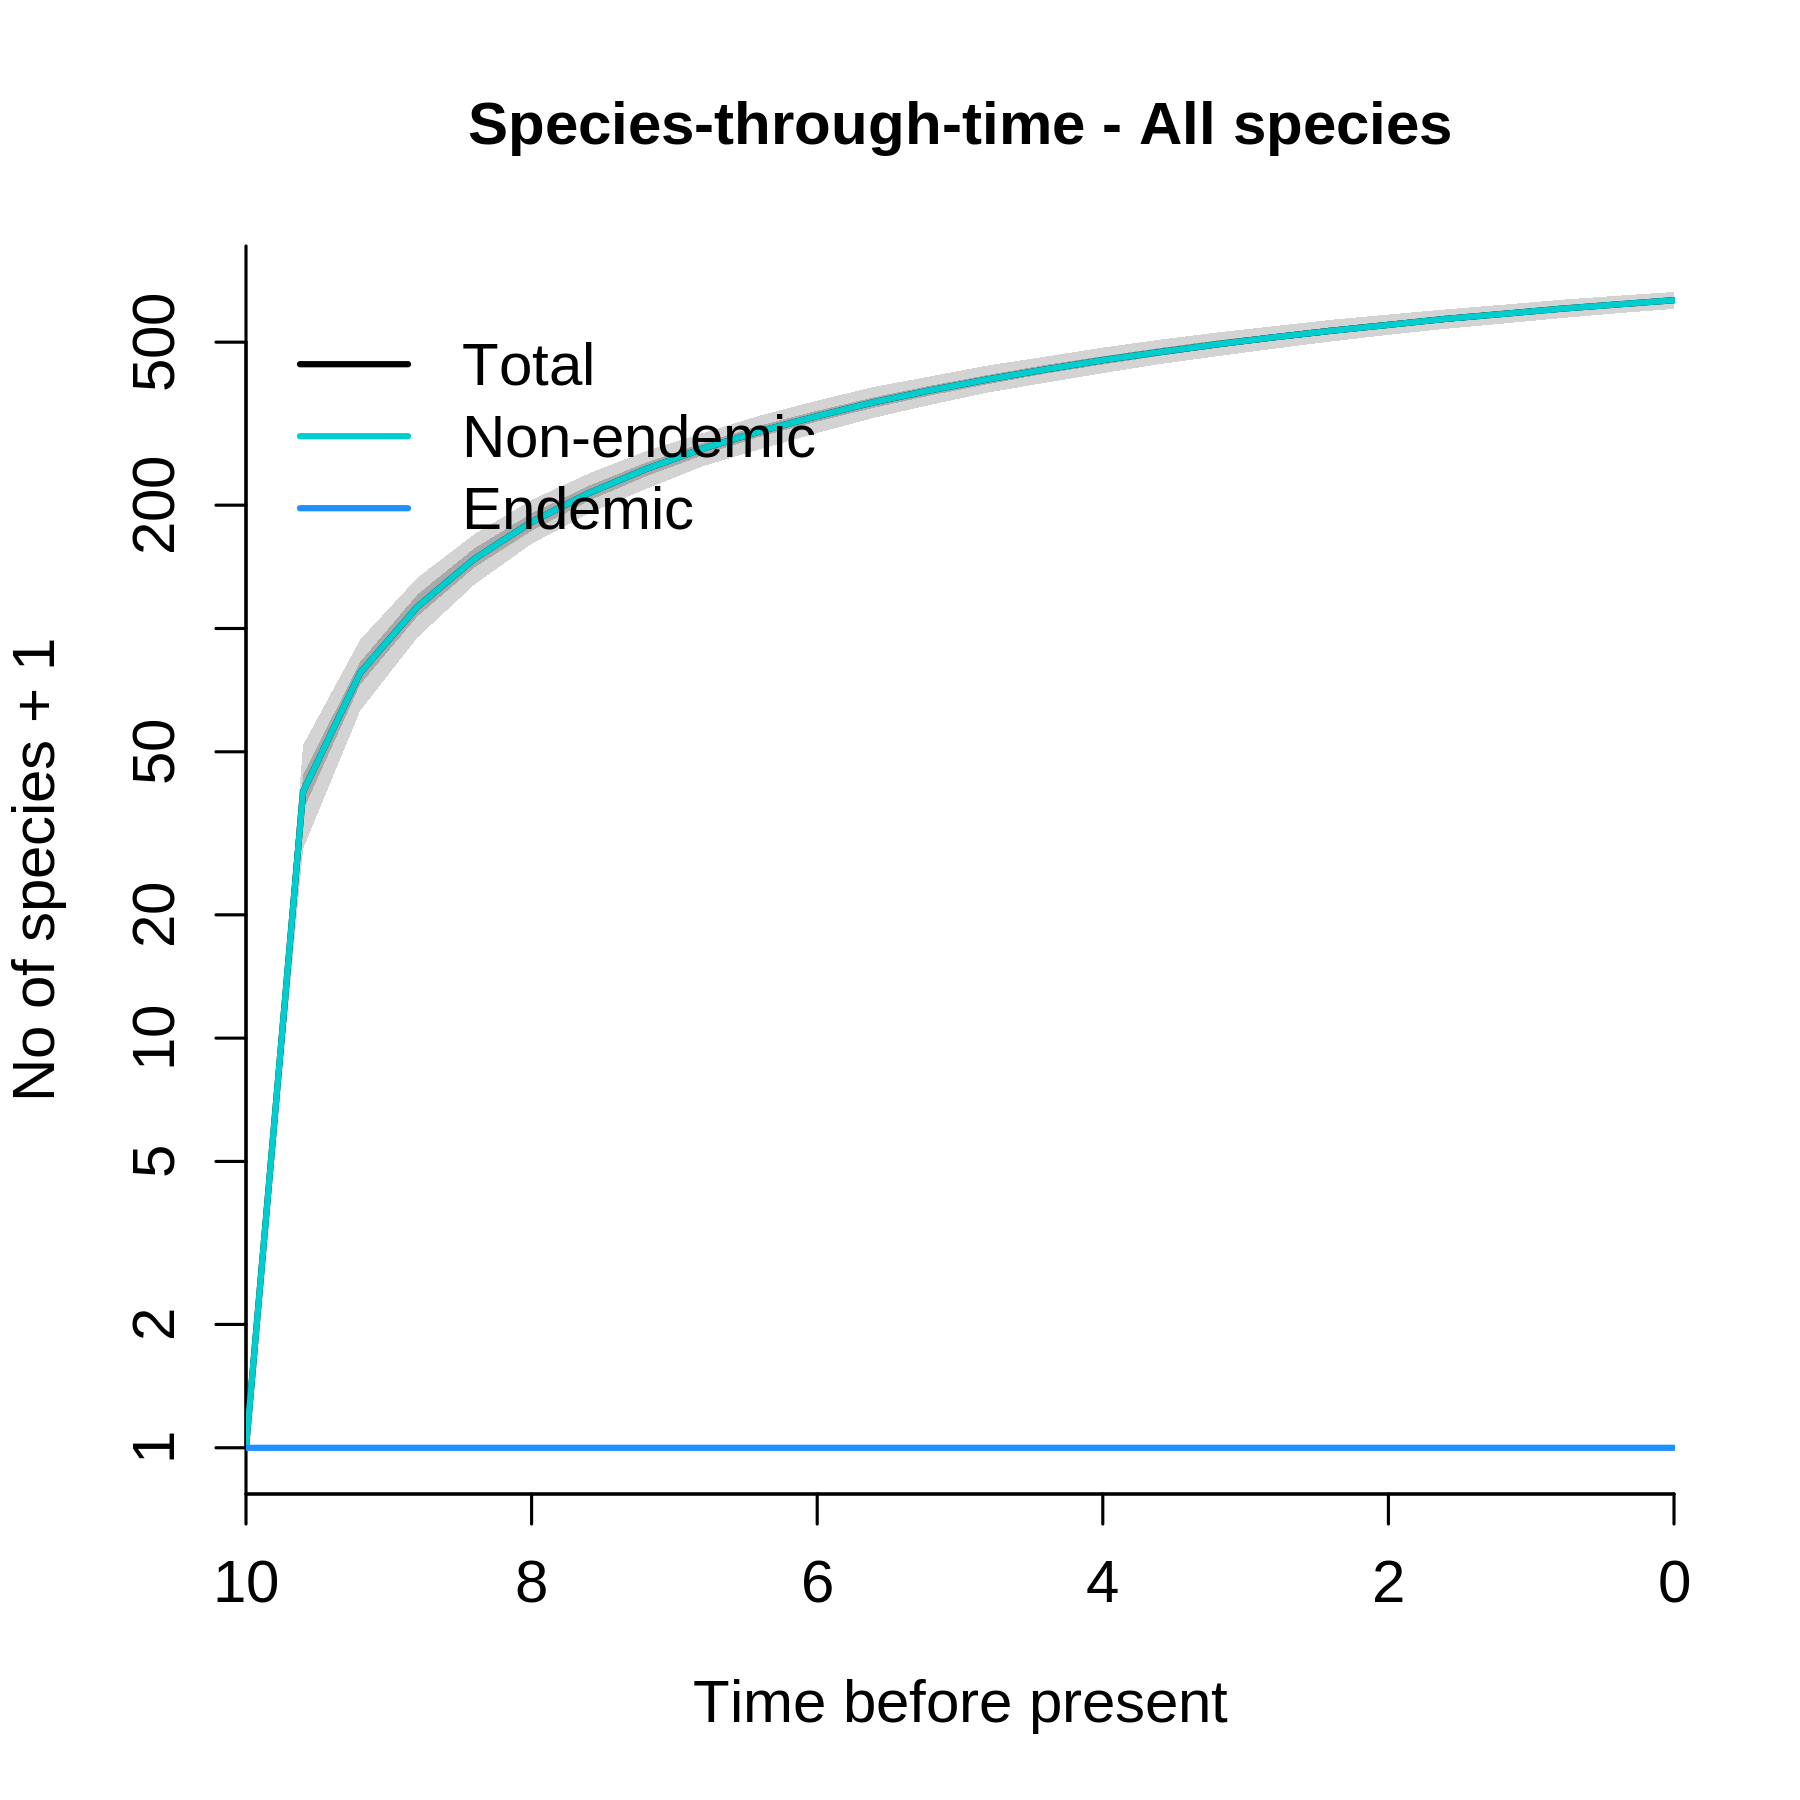 Species-through-time - All species
No of species + 1
500
200
50
20
10
5
2
1
Total
Non-endemic
Endemic
10 8 6 4 2 0
Time before present